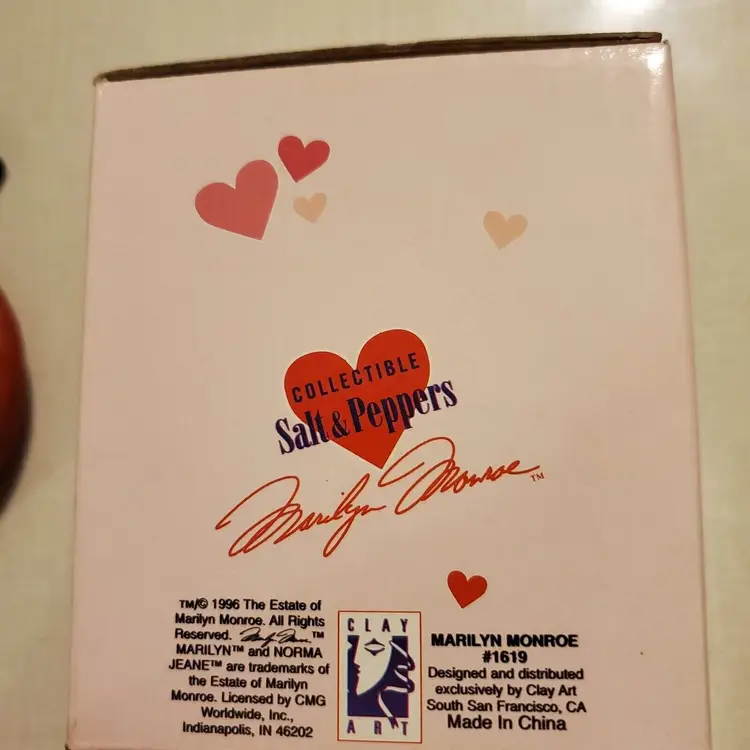 COLLECTIBLE
Salt & Peppers
Marilyn Monroe™
TM/© 1996 The Estate of
Marilyn Monroe. All Rights
Reserved. Marilyn Monroe™
MARILYN™ and NORMA
JEANE™ are trademarks of
the Estate of Marilyn
Monroe. Licensed by CMG
Worldwide, Inc.,
Indianapolis, IN 46202
CLAY
ART
MARILYN MONROE
#1619
Designed and distributed
exclusively by Clay Art
South San Francisco, CA
Made In China